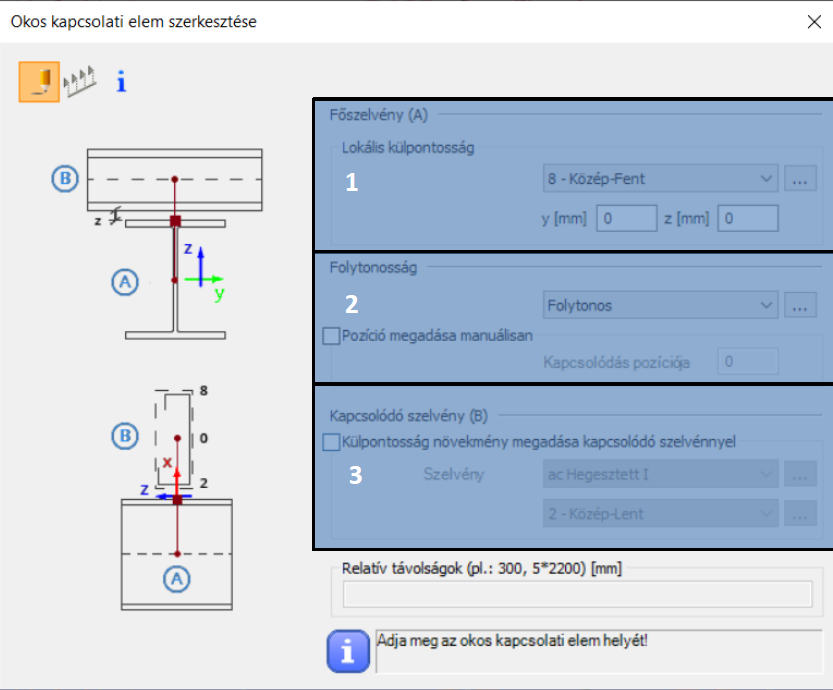 Okos kapcsolati elem szerkesztése
Főszelvény (A)
Lokális külpontosság
1
8 - Közép-Fent
...
y [mm] 0 z [mm] 0
B
z
z
A
y
Folytonosság
2
Folytonos
...
Pozíció megadása manuálisan
Kapcsolódás pozíciója 0
8
B
0
x
2
z
A
Kapcsolódó szelvény (B)
Külpontosság növekmény megadása kapcsolódó szelvénnyel
3
Szelvény ac Hegesztett I
...
2 - Közép-Lent
...
Relatív távolságok (pl.: 300, 5*2200) [mm]
i Adja meg az okos kapcsolati elem helyét!